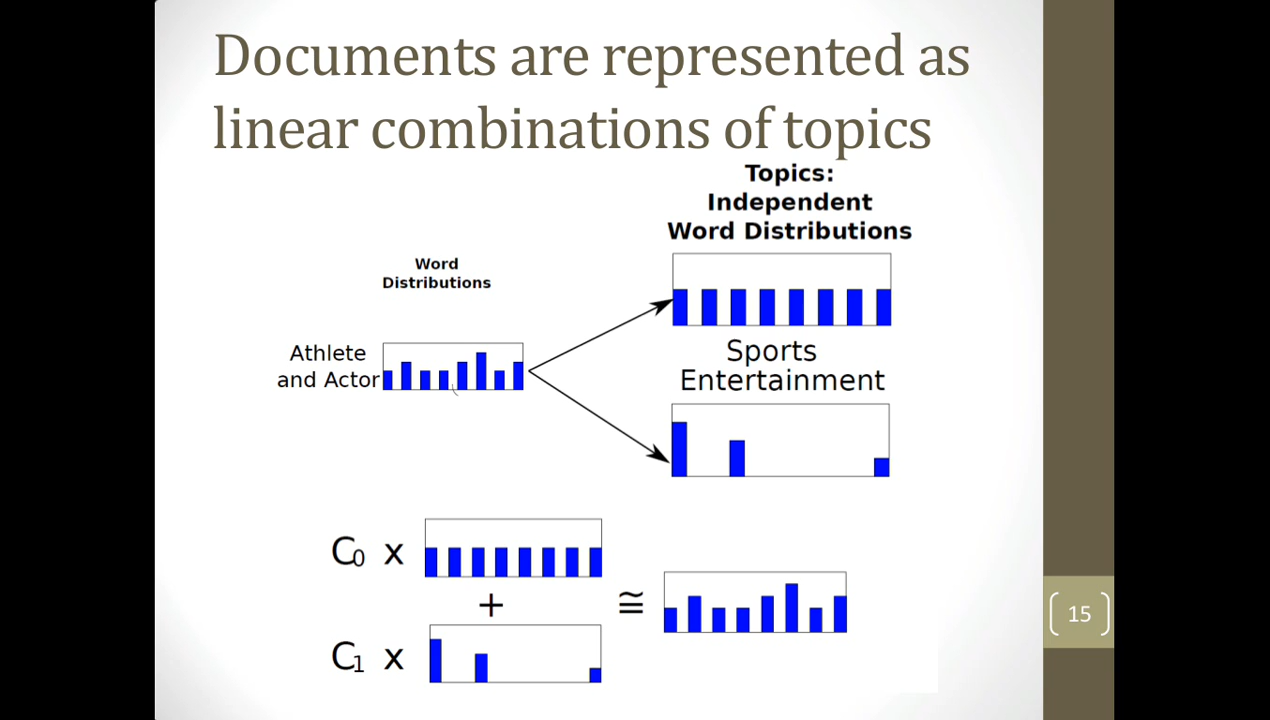 Documents are represented as
linear combinations of topics
Topics:
Independent
Word Distributions
Word
Distributions
Athlete
and Actor
Sports
Entertainment
C0 x
+
≅
C1 x
15